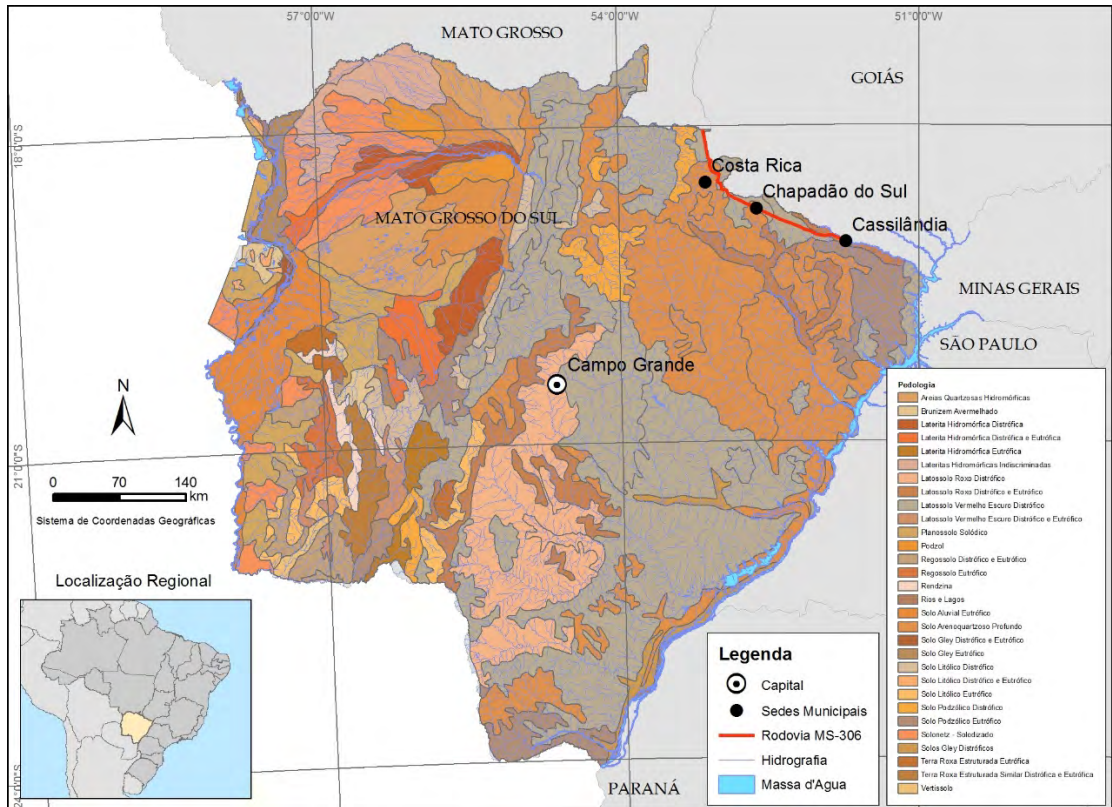 57°0'0"W
54°0'0"W
51°0'0"W
MATO GROSSO
GOIÁS
18°0'0"S
Costa Rica
Chapadão do Sul
MATO GROSSO DO SUL
Cassilândia
MINAS GERAIS
SÃO PAULO
Campo Grande
N
21°0'0"S
0 70 140
km
Sistema de Coordenadas Geográficas
Localização Regional
24°0'0"S
PARANÁ
Legenda
Capital
Sedes Municipais
Rodovia MS-306
Hidrografia
Massa d'Agua
Pedologia
Areias Quartzosas Hidromórficas
Brunizem Avermelhado
Laterita Hidromórfica Distrófica
Laterita Hidromórfica Distrófica e Eutrófica
Laterita Hidromórfica Eutrófica
Lateritas Hidromórficas Indiscriminadas
Latossolo Roxo Distrófico
Latossolo Roxo Distrófico e Eutrófico
Latossolo Vermelho Escuro Distrófico
Latossolo Vermelho Escuro Distrófico e Eutrófico
Planossolo Solódico
Podzol
Regossolo Distrófico e Eutrófico
Regossolo Eutrófico
Rendzina
Rios e Lagos
Solo Aluvial Eutrófico
Solo Arenoquartzoso Profundo
Solo Gley Distrófico e Eutrófico
Solo Gley Eutrófico
Solo Litólico Distrófico
Solo Litólico Distrófico e Eutrófico
Solo Litólico Eutrófico
Solo Podzólico Distrófico
Solo Podzólico Eutrófico
Solonetz - Solodizado
Solos Gley Distróficos
Terra Roxa Estruturada Eutrófica
Terra Roxa Estruturada Similar Distrófica e Eutrófica
Vertissolo